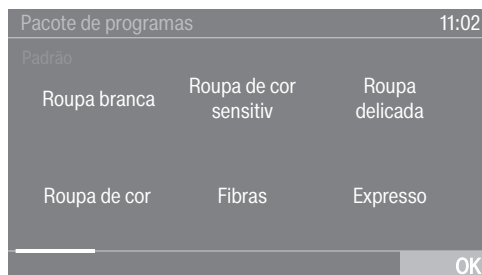 Pacote de programas 11:02
Padrão
Roupa branca
Roupa de cor
sensitiv
Roupa
delicada
Roupa de cor
Fibras
Expresso
OK